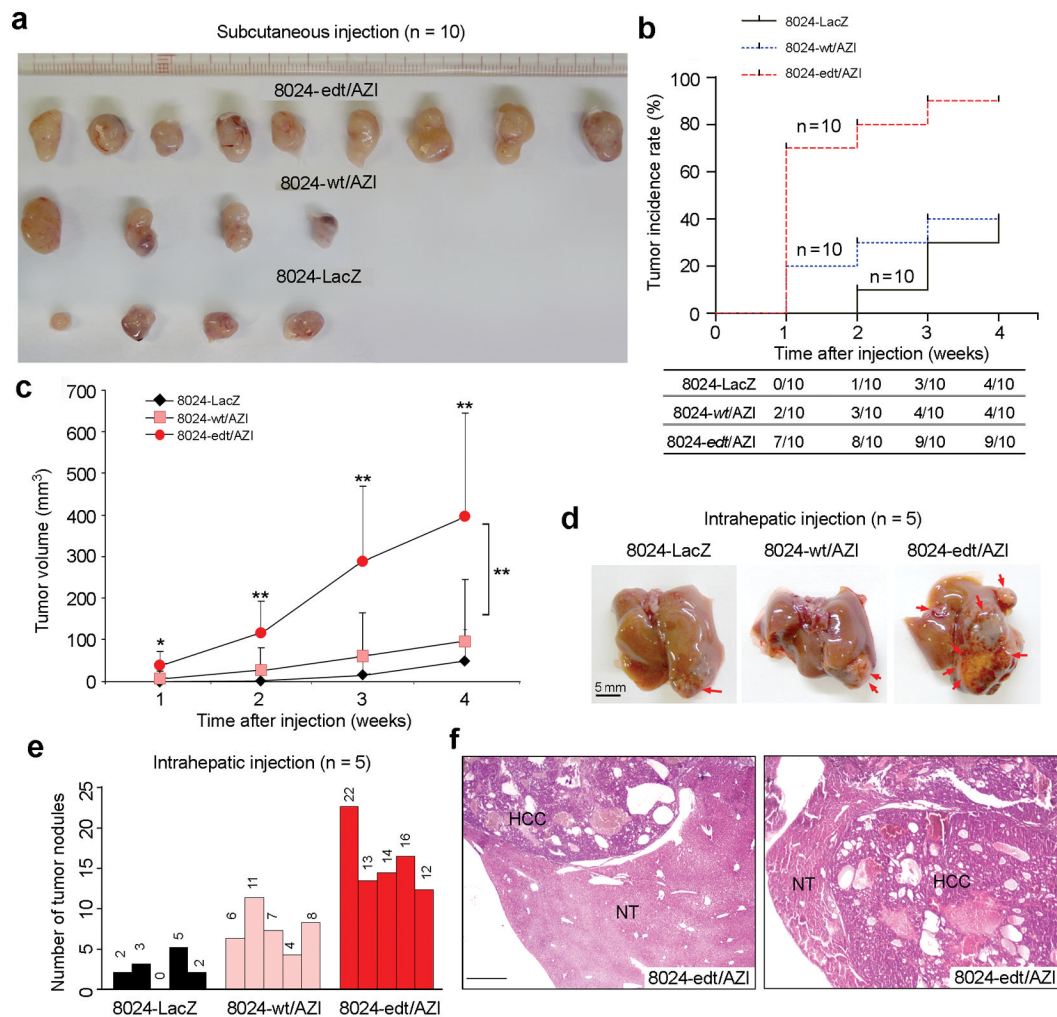 a
Subcutaneous injection (n = 10)
8024-edt/AZI
8024-wt/AZI
8024-LacZ
b
8024-LacZ
8024-wt/AZI
8024-edt/AZI
Tumor incidence rate (%)
100
80
60
40
20
0
n=10
n=10
n=10
0 1 2 3 4
Time after injection (weeks)
8024-LacZ 0/10 1/10 3/10 4/10
8024-wt/AZI 2/10 3/10 4/10 4/10
8024-edt/AZI 7/10 8/10 9/10 9/10
c
8024-LacZ
8024-wt/AZI
8024-edt/AZI
Tumor volume (mm3)
700
600
500
400
300
200
100
0
* ** ** **
**
1 2 3 4
Time after injection (weeks)
d
Intrahepatic injection (n = 5)
8024-LacZ 8024-wt/AZI 8024-edt/AZI
5 mm
e
Intrahepatic injection (n = 5)
Number of tumor nodules
25
20
15
10
5
0
2 3 0 5 2
6 11 7 4 8
22 13 14 16 12
8024-LacZ 8024-wt/AZI 8024-edt/AZI
f
HCC
NT
8024-edt/AZI
NT
HCC
8024-edt/AZI